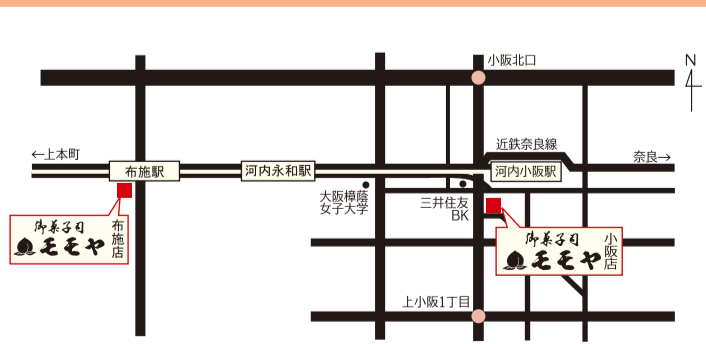 小阪北口
N
近鉄奈良線
←上本町
奈良→
布施駅
河内永和駅
河内小阪駅
大阪樟蔭
女子大学
三井住友
BK
御菓子司
モモヤ
布施店
御菓子司
モモヤ
小阪店
上小阪1丁目